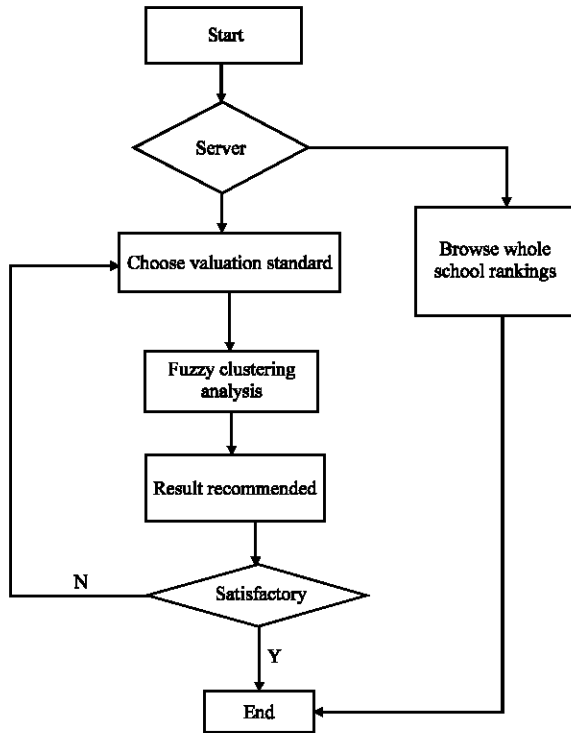 Start
Server
Choose valuation standard
Browse whole
school rankings
Fuzzy clustering
analysis
Result recommended
N
Satisfactory
Y
End